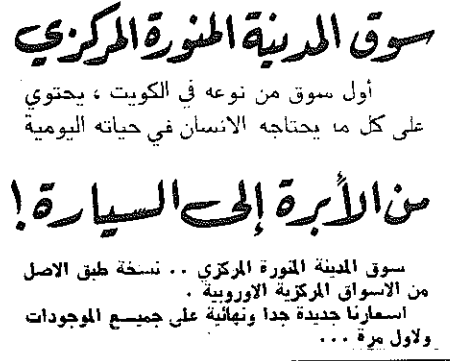 سوق المدينة المنورة المركزي
أول سوق من نوعه في الكويت ، يحتوي
على كل ما يحتاجه الانسان في حياته اليومية
من الأبرة إلى السيارة !
سوق المدينة المنورة المركزي . . نسخة طبق الاصل
من الاسواق المركزية الاوروبية .
اسعارنا جديدة جدا ونهائية على جميع الموجودات
ولاول مرة . . .